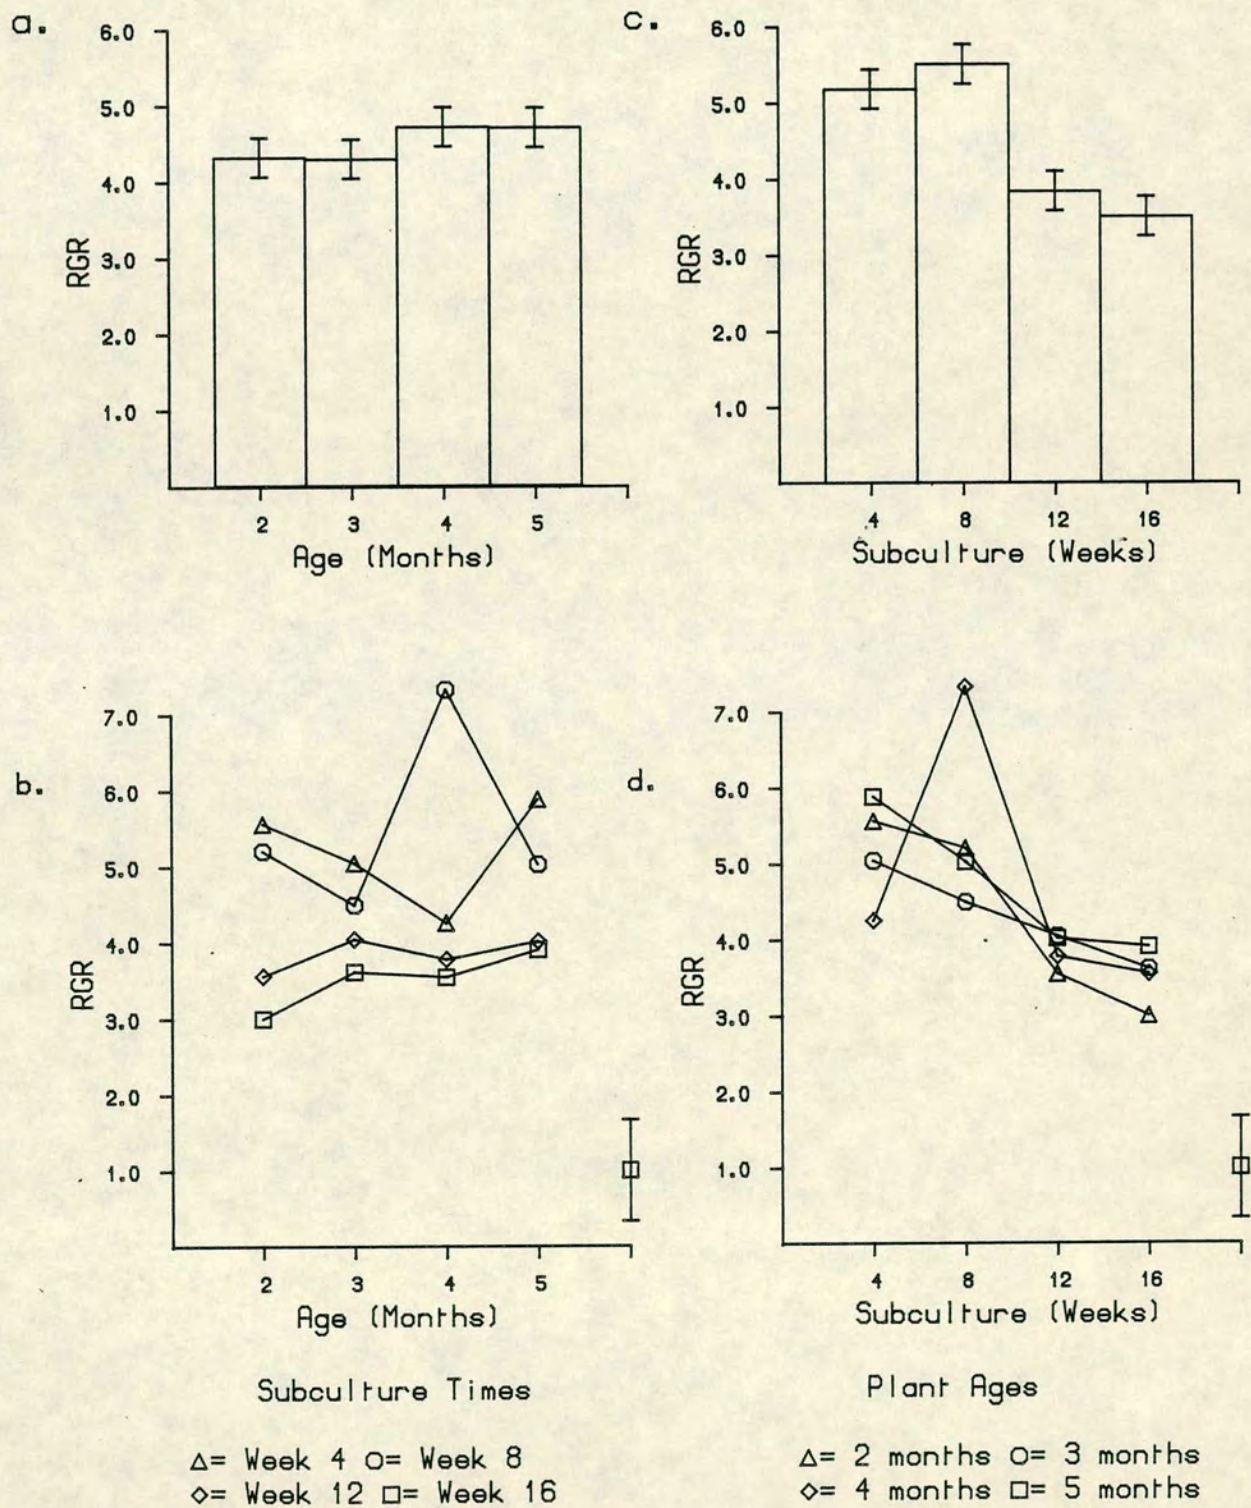 a.
6.0
5.0
4.0
3.0
2.0
1.0
RGR
2 3 4 5
Age (Months)
c.
6.0
5.0
4.0
3.0
2.0
1.0
RGR
4 8 12 16
Subculture (Weeks)
b.
7.0
6.0
5.0
4.0
3.0
2.0
1.0
RGR
2 3 4 5
Age (Months)
Subculture Times
△= Week 4 ○= Week 8
◇= Week 12 □= Week 16
d.
7.0
6.0
5.0
4.0
3.0
2.0
1.0
RGR
4 8 12 16
Subculture (Weeks)
Plant Ages
△= 2 months ○= 3 months
◇= 4 months □= 5 months